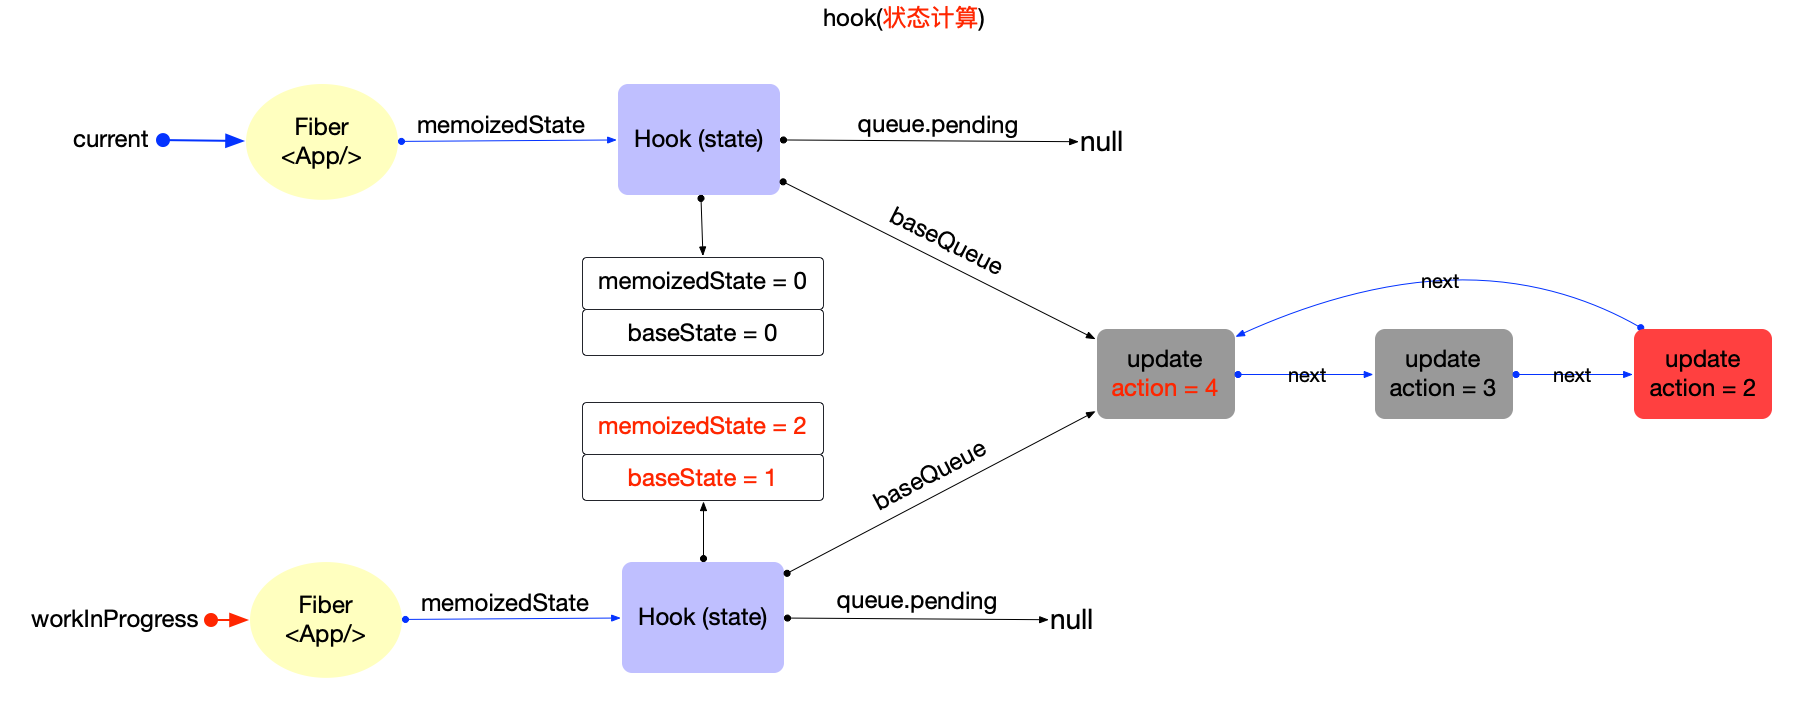 hook(状态计算)
current
Fiber
<App/>
memoizedState
Hook (state)
queue.pending
null
baseQueue
memoizedState = 0
baseState = 0
next
update
action = 4
next
update
action = 3
next
update
action = 2
memoizedState = 2
baseState = 1
baseQueue
workInProgress
Fiber
<App/>
memoizedState
Hook (state)
queue.pending
null